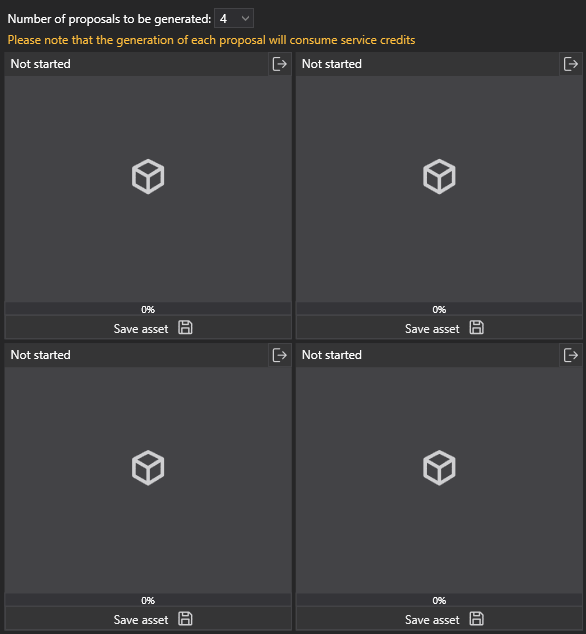 Number of proposals to be generated: 4
Please note that the generation of each proposal will consume service credits
Not started
0%
Save asset
Not started
0%
Save asset
Not started
0%
Save asset
Not started
0%
Save asset